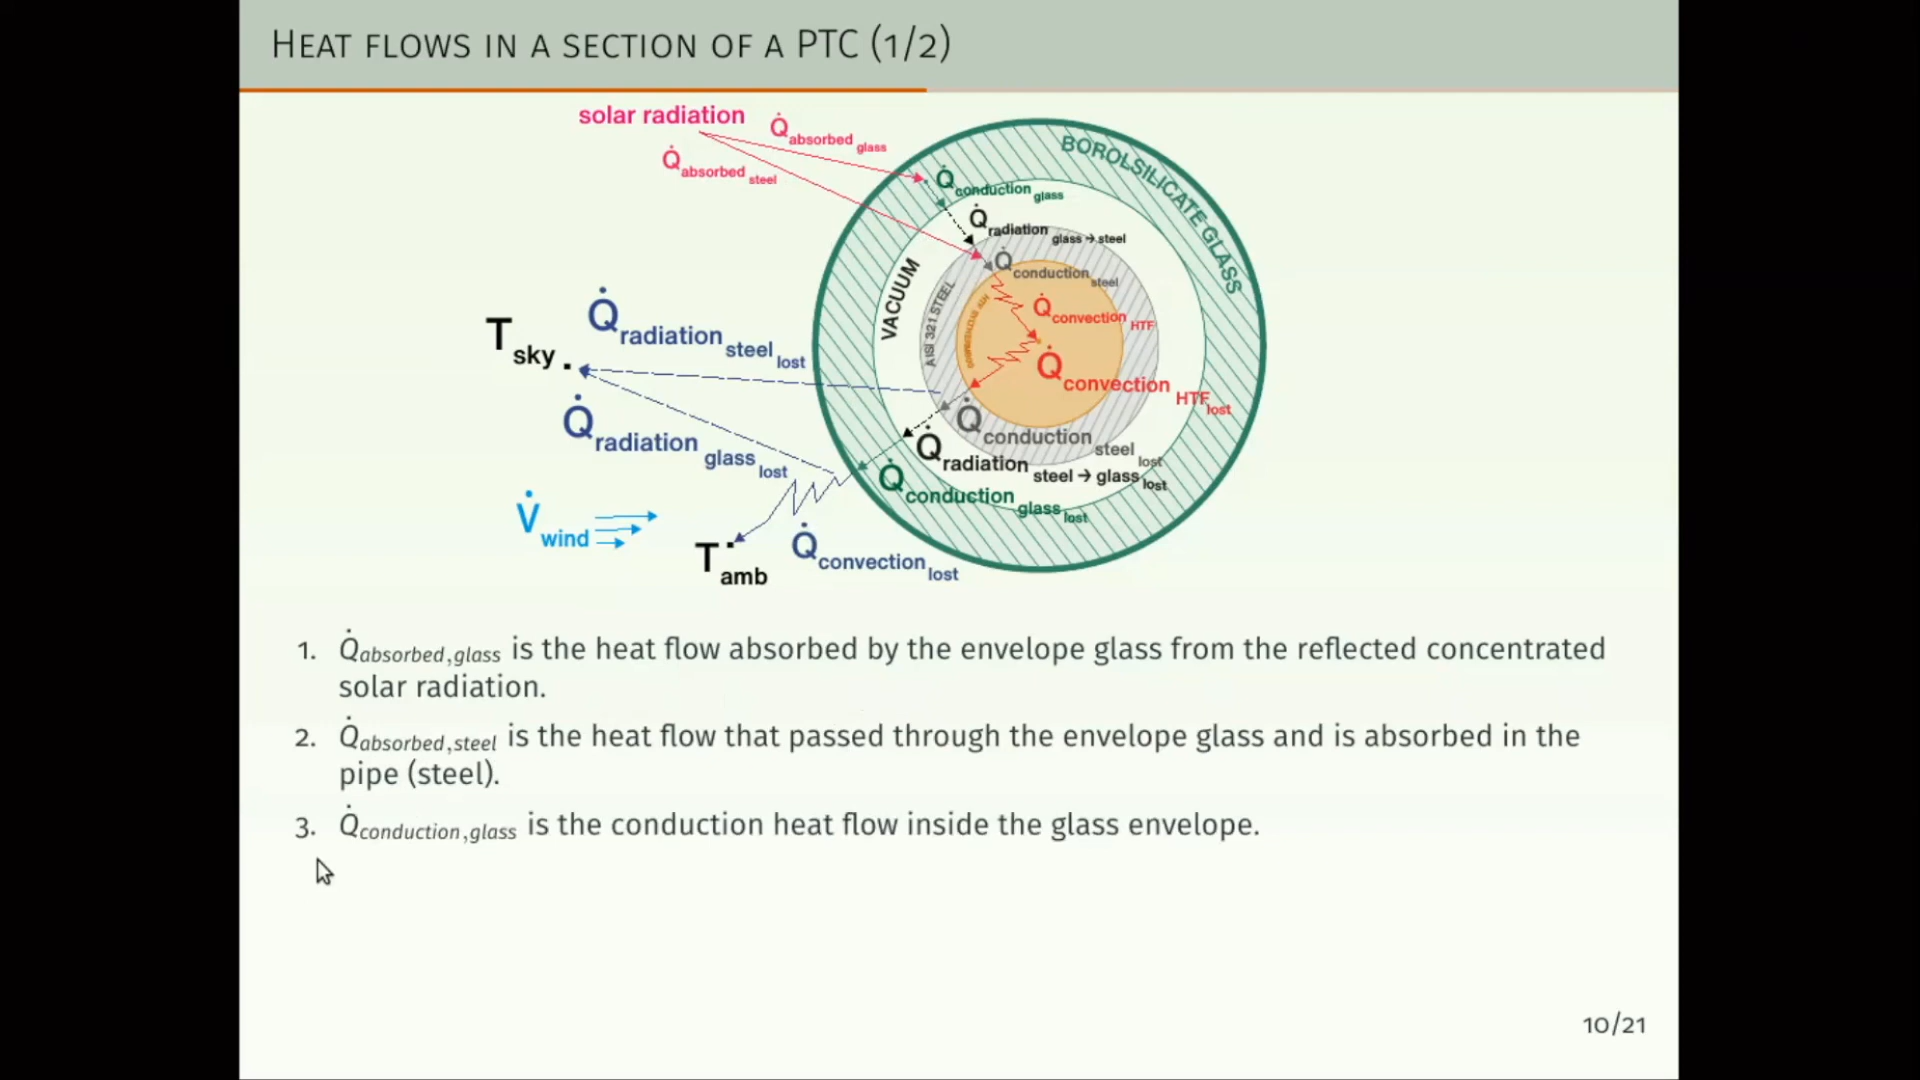 HEAT FLOWS IN A SECTION OF A PTC (1/2)
solar radiation
Q̇ absorbed glass
Q̇ absorbed steel
BOROLSILICATE GLASS
Q̇ conduction glass
Q̇ radiation glass → steel
VACUUM
AISI 321 STEEL
Q̇ conduction steel
Q̇ convection HTF
T sky
Q̇ radiation steel lost
Q̇ convection HTF lost
Q̇ radiation glass lost
Q̇ conduction steel lost
Q̇ radiation steel → glass lost
Q̇ conduction glass lost
V̇ wind
T amb
Q̇ convection lost
1. Q̇absorbed,glass is the heat flow absorbed by the envelope glass from the reflected concentrated
solar radiation.
2. Q̇absorbed,steel is the heat flow that passed through the envelope glass and is absorbed in the
pipe (steel).
3. Q̇conduction,glass is the conduction heat flow inside the glass envelope.
10/21